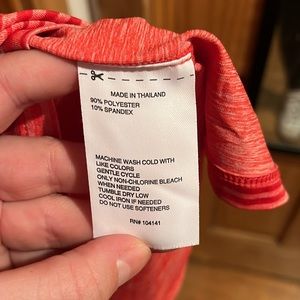 MADE IN THAILAND
90% POLYESTER
10% SPANDEX
MACHINE WASH COLD WITH
LIKE COLORS
GENTLE CYCLE
ONLY NON-CHLORINE BLEACH
WHEN NEEDED
TUMBLE DRY LOW
COOL IRON IF NEEDED
DO NOT USE SOFTENERS
RN# 104141